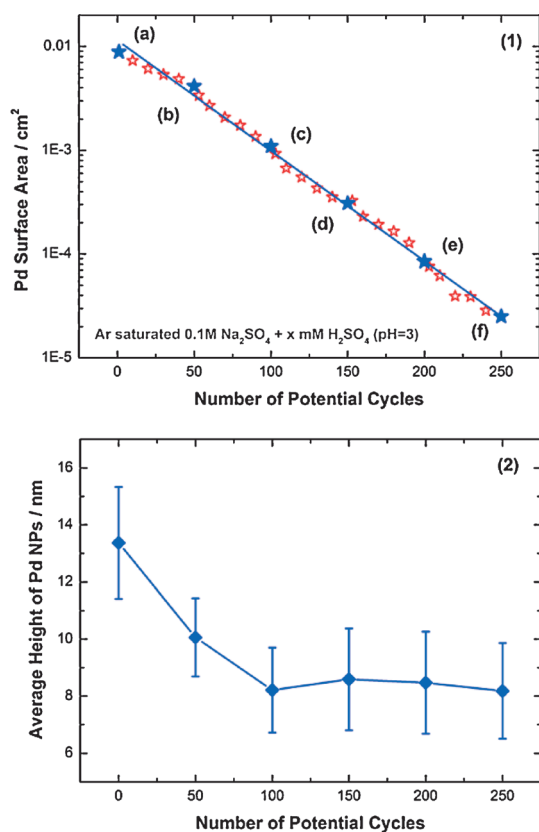 (1)
(a)
0.01
(b)
(c)
1E-3
(d)
(e)
1E-4
(f)
Ar saturated 0.1M Na₂SO₄ + x mM H₂SO₄ (pH=3)
1E-5
0 50 100 150 200 250
Number of Potential Cycles
Pd Surface Area / cm²
(2)
16
14
12
10
8
6
0 50 100 150 200 250
Number of Potential Cycles
Average Height of Pd NPs / nm